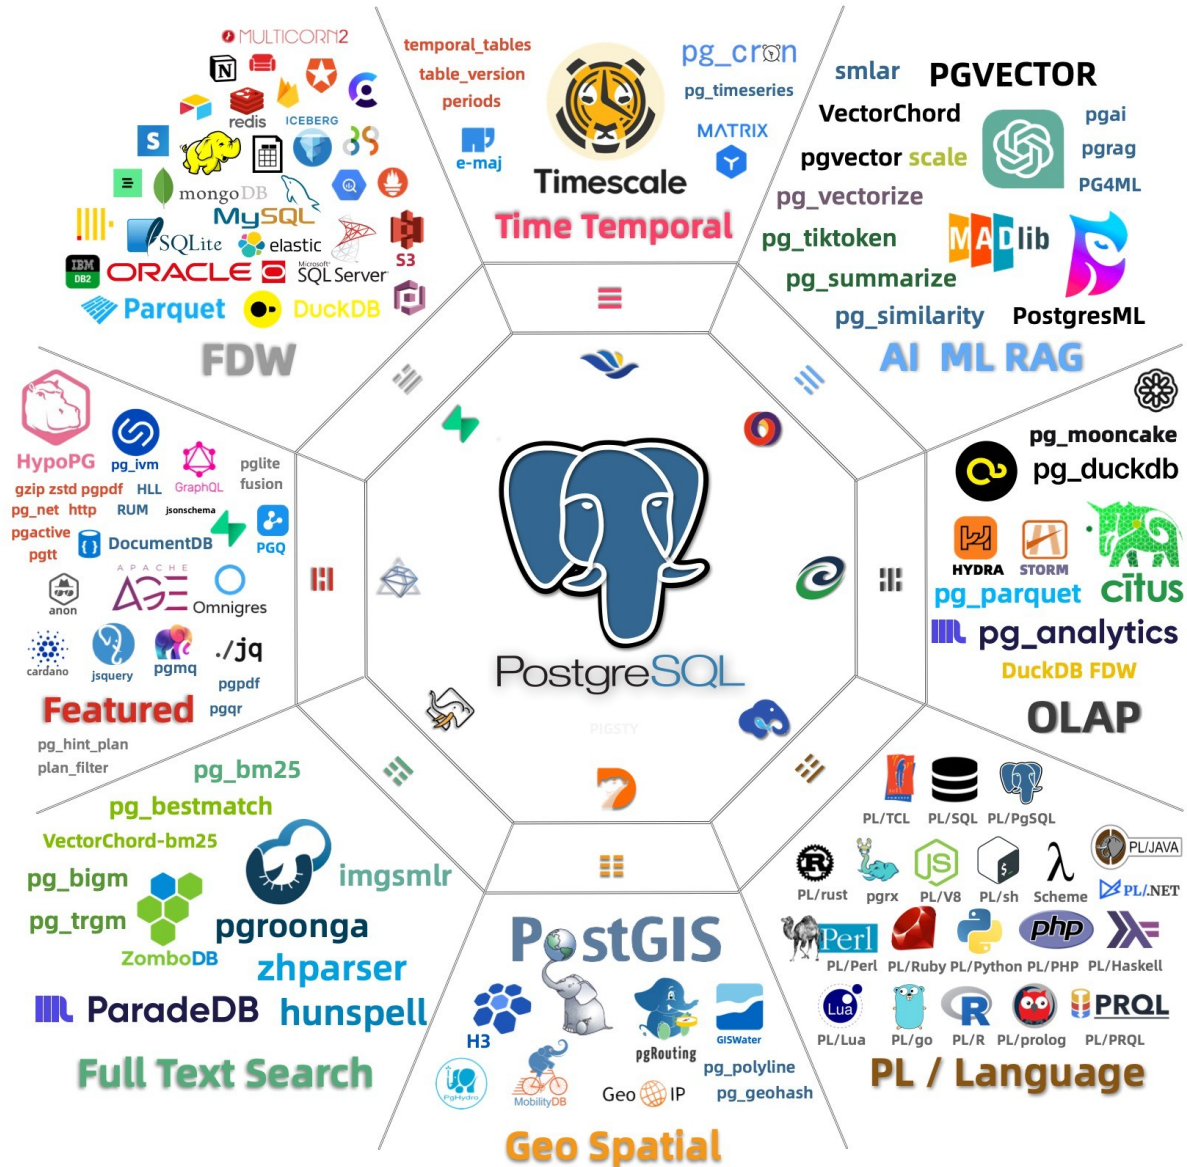 MULTICORN2
N
redis
ICEBERG
S
mongoDB
MySQL
SQLite
elastic
S3
IBM
DB2
ORACLE
Microsoft
SQL Server
Parquet
DuckDB
FDW
temporal_tables
table_version
periods
e-maj
pg_cron
pg_timeseries
MATRIX
Timescale
Time Temporal
smlar
PGVECTOR
VectorChord
pgai
pgvector scale
pgrag
PG4ML
pg_vectorize
pg_tiktoken
MADlib
pg_summarize
pg_similarity
PostgresML
AI ML RAG
HypoPG
pg_ivm
GraphQL
pglite
fusion
gzip zstd pgpdf
HLL
pg_net http
RUM
jsonschema
pgactive
pgtt
DocumentDB
PGQ
anon
APACHE
AGE
Omnigres
cardano
jsquery
pgmq
./jq
pgpdf
Featured
pgqr
pg_hint_plan
plan_filter
PostgreSQL
PIGSTY
pg_mooncake
pg_duckdb
HYDRA
STORM
citus
pg_parquet
pg_analytics
DuckDB FDW
OLAP
pg_bm25
pg_bestmatch
VectorChord-bm25
pg_bigm
imgsmlr
pg_trgm
pgroonga
ZomboDB
zhparser
ParadeDB
hunspell
Full Text Search
PostGIS
H3
pgRouting
GISWater
PgHydro
MobilityDB
Geo IP
pg_polyline
pg_geohash
Geo Spatial
PL/TCL
PL/SQL
PL/PgSQL
PL/JAVA
R
JS
$_
λ
PL/rust
pgrx
PL/V8
PL/sh
Scheme
PL/.NET
Perl
php
PL/Perl
PL/Ruby
PL/Python
PL/PHP
PL/Haskell
Lua
R
PRQL
PL/Lua
PL/go
PL/R
PL/prolog
PL/PRQL
PL / Language